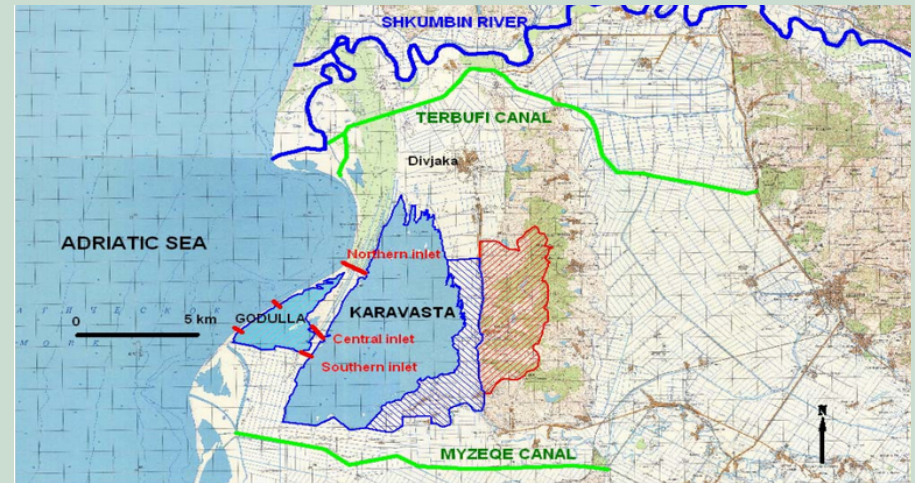 SHKUMBIN RIVER
TERBUFI CANAL
Divjaka
ADRIATIC SEA
Northern inlet
GODULLA
KARAVASTA
0 5 km
Central inlet
Southern inlet
N
MYZEQE CANAL